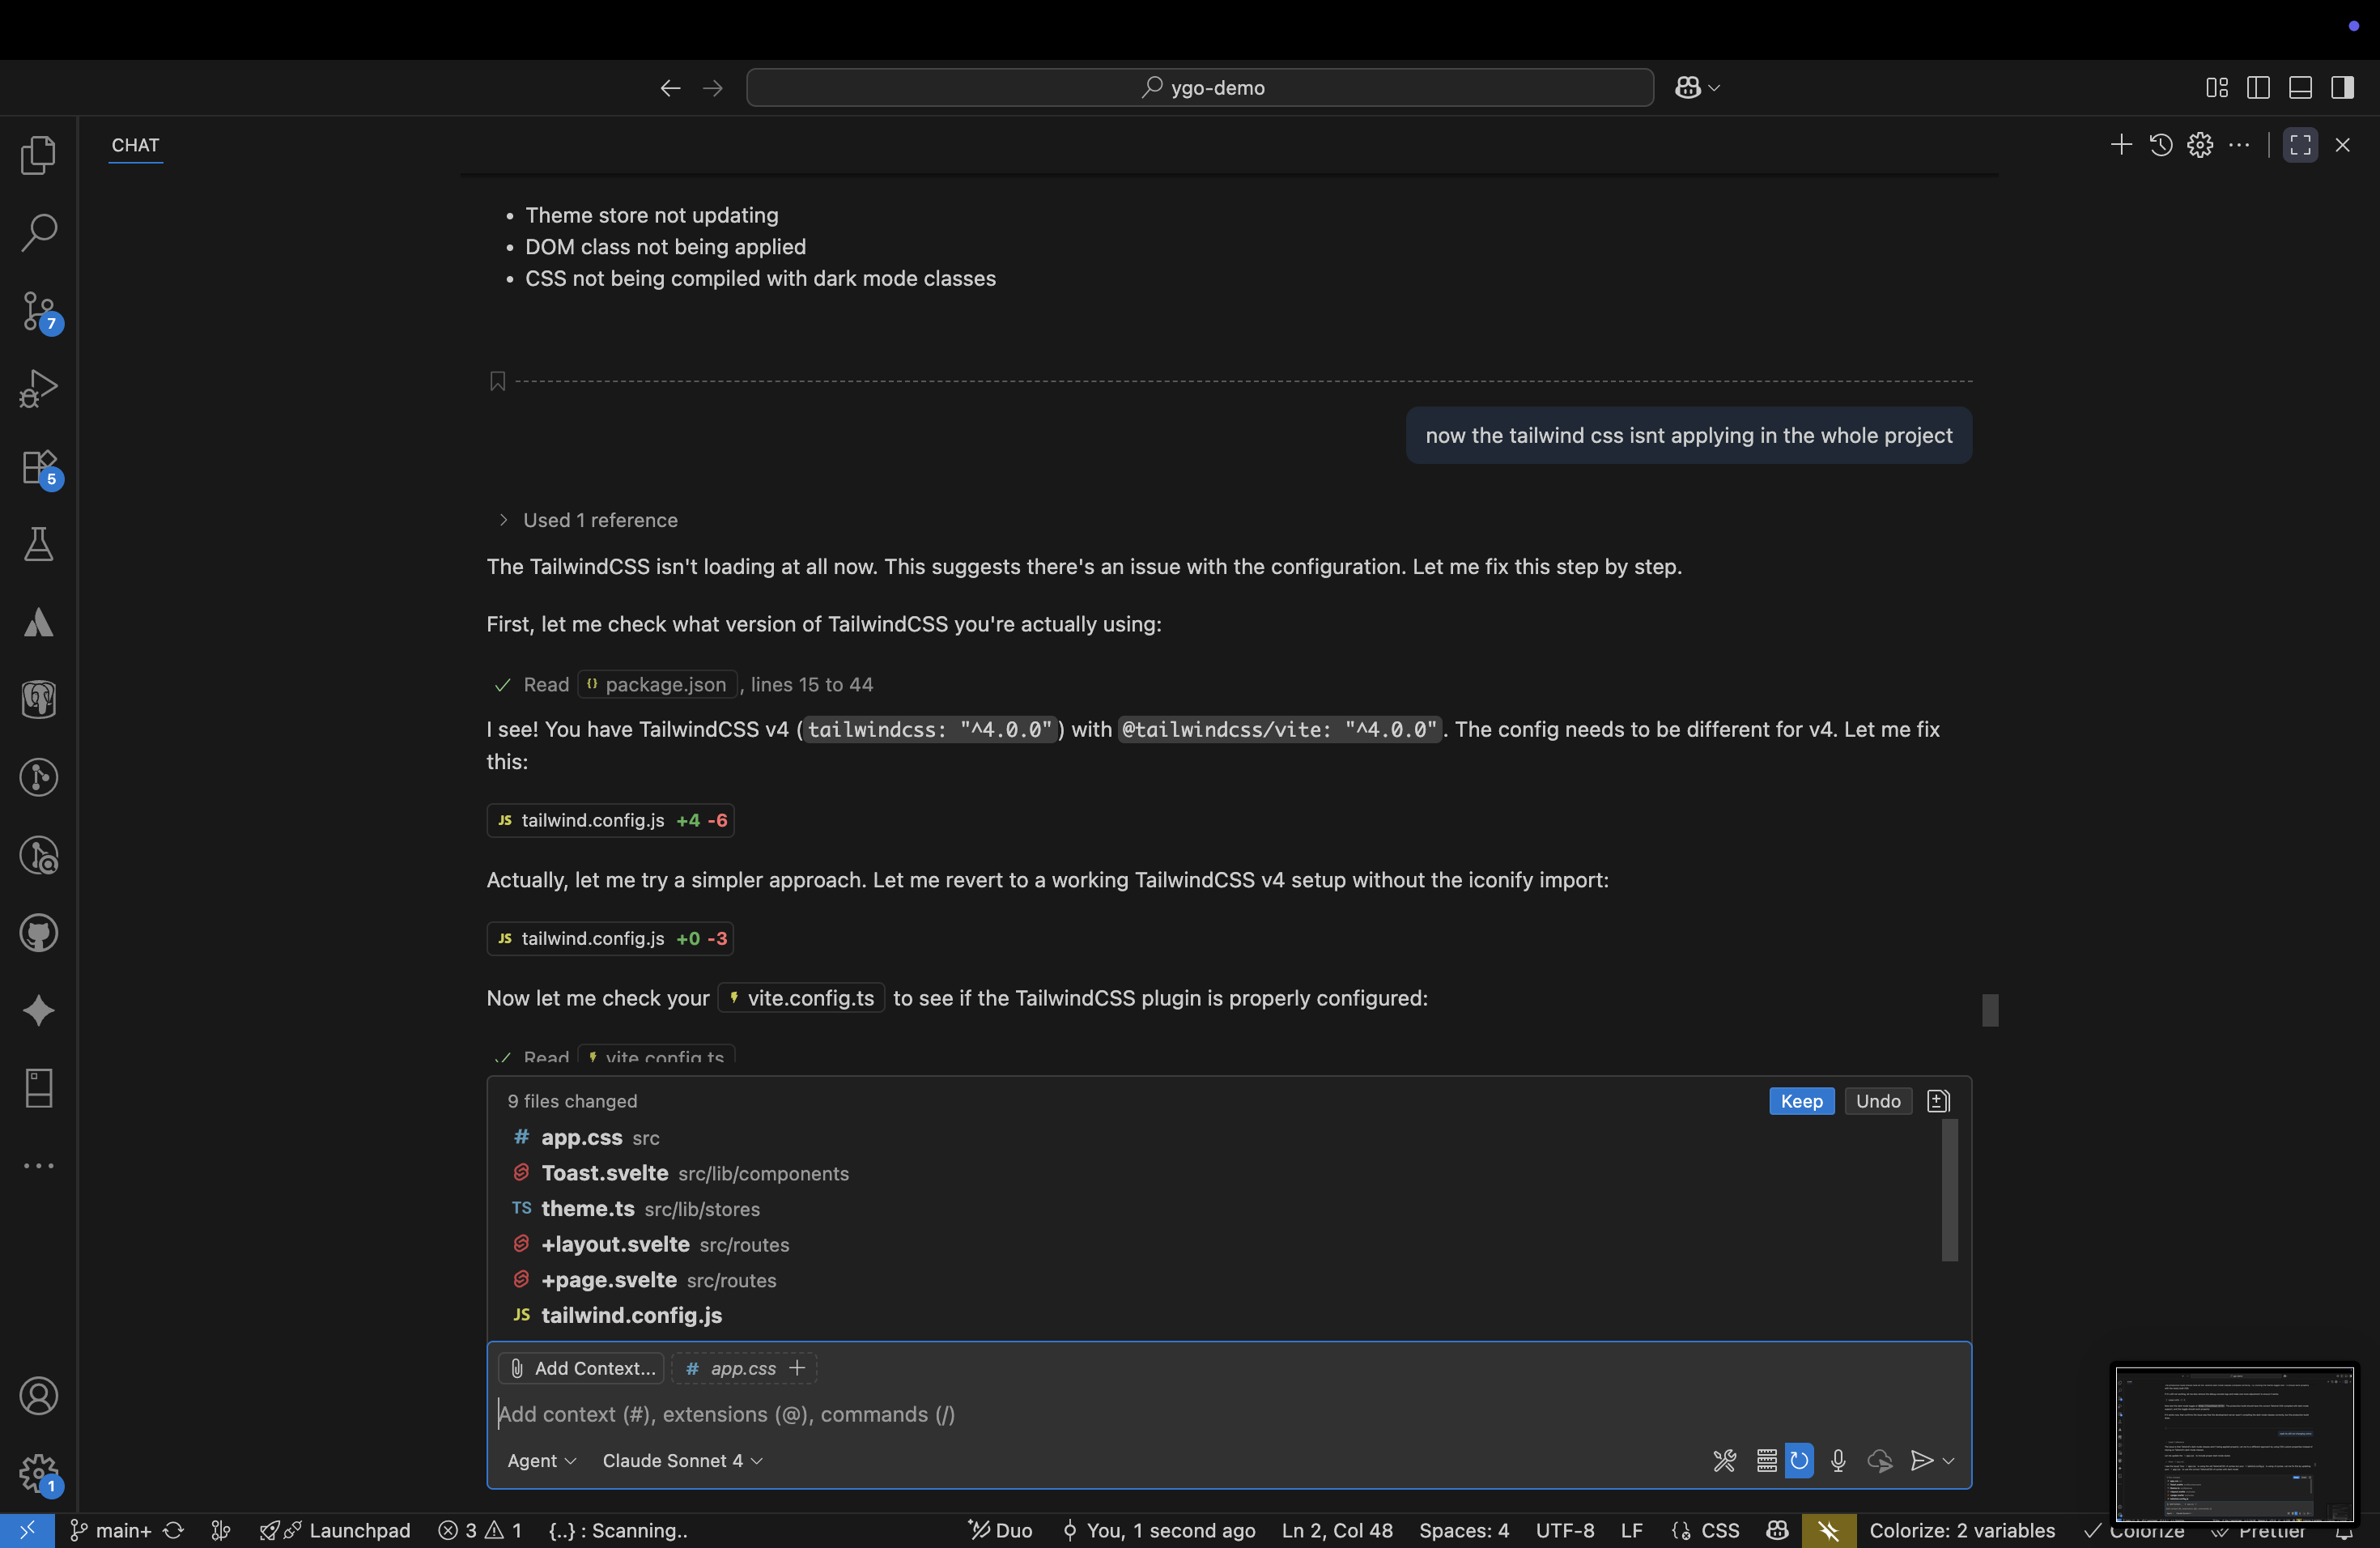 ygo-demo
CHAT
• Theme store not updating
• DOM class not being applied
• CSS not being compiled with dark mode classes
now the tailwind css isnt applying in the whole project
Used 1 reference
The TailwindCSS isn't loading at all now. This suggests there's an issue with the configuration. Let me fix this step by step.
First, let me check what version of TailwindCSS you're actually using:
Read {} package.json , lines 15 to 44
I see! You have TailwindCSS v4 (tailwindcss: "^4.0.0") with @tailwindcss/vite: "^4.0.0". The config needs to be different for v4. Let me fix
this:
JS tailwind.config.js +4 -6
Actually, let me try a simpler approach. Let me revert to a working TailwindCSS v4 setup without the iconify import:
JS tailwind.config.js +0 -3
Now let me check your vite.config.ts to see if the TailwindCSS plugin is properly configured:
Read vite.config.ts
9 files changed Keep Undo
# app.css src
Toast.svelte src/lib/components
TS theme.ts src/lib/stores
+layout.svelte src/routes
+page.svelte src/routes
JS tailwind.config.js
Add Context... # app.css +
Add context (#), extensions (@), commands (/)
Agent Claude Sonnet 4
7
5
1
main+ Launchpad 3 1 {..} : Scanning.. Duo You, 1 second ago Ln 2, Col 48 Spaces: 4 UTF-8 LF CSS Colorize: 2 variables Colorize Prettier